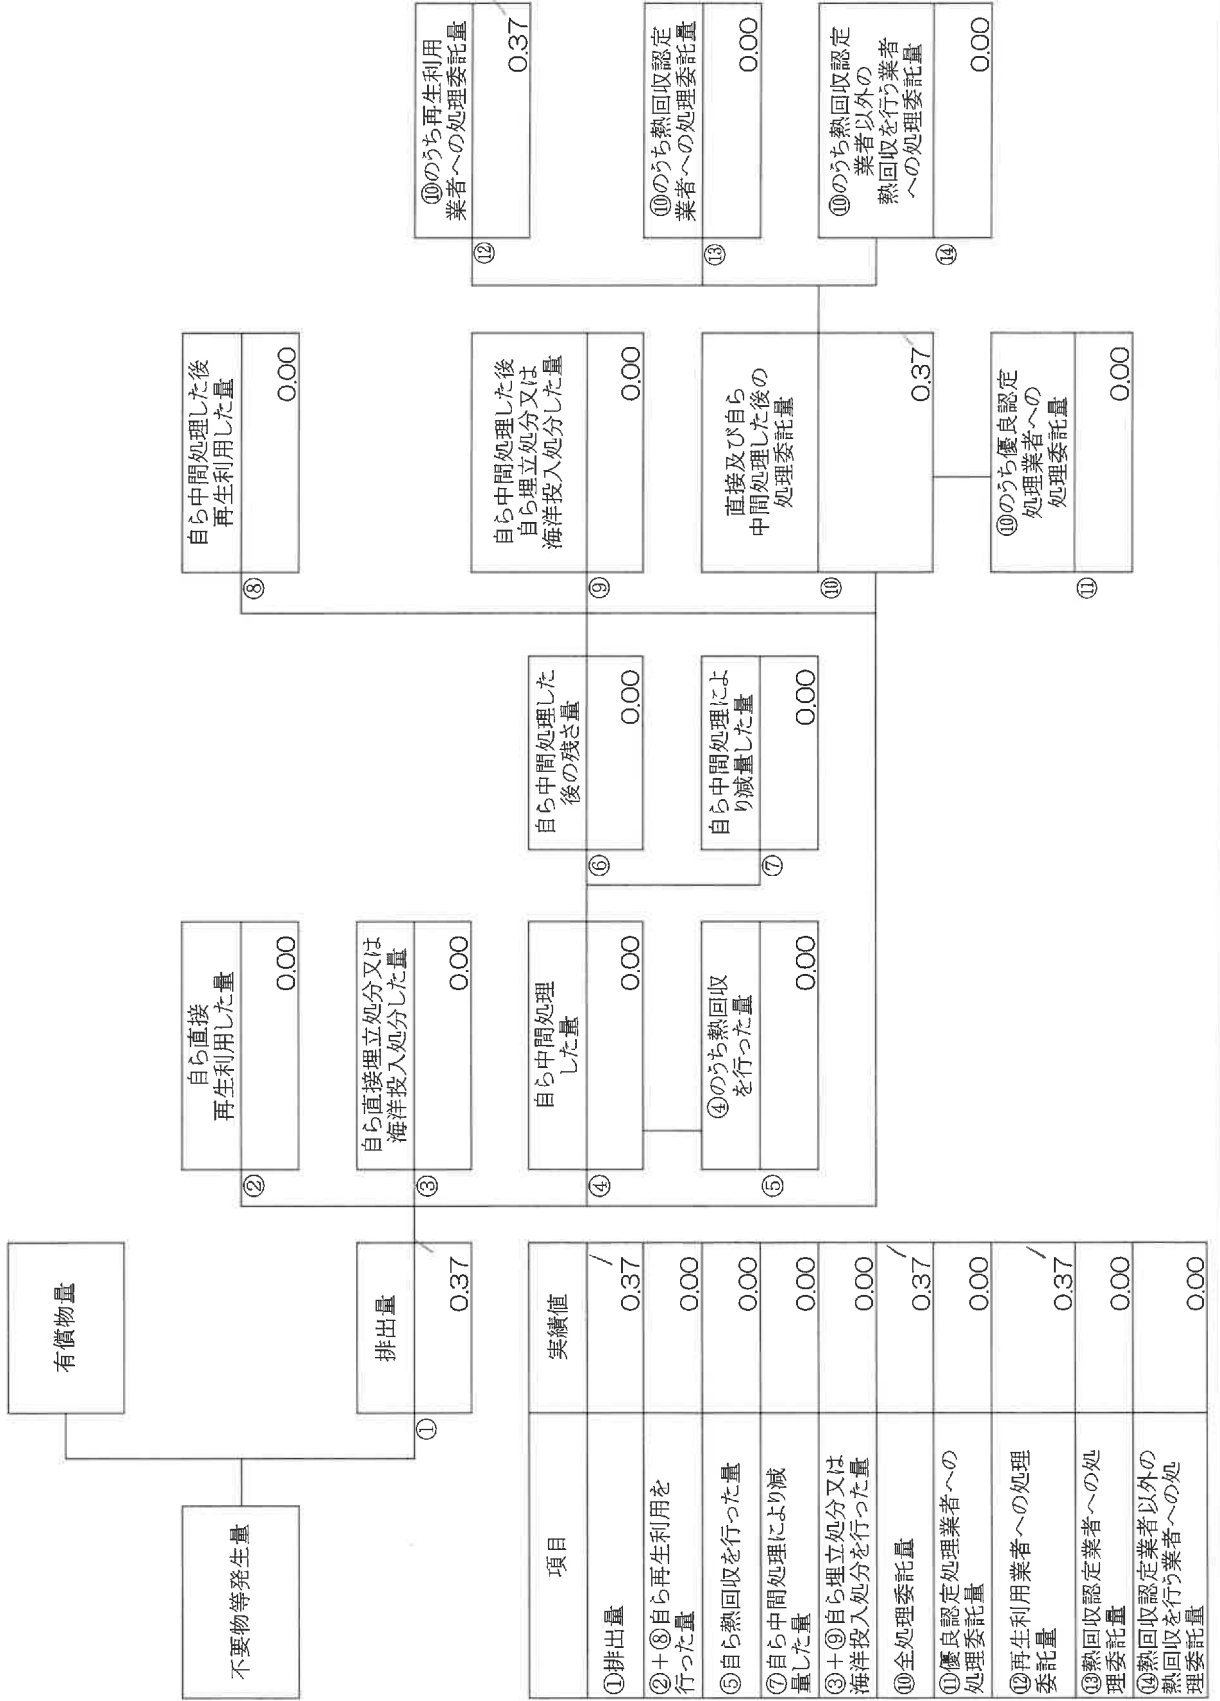 不要物等発生量
有償物量
排出量
①
0.37
自ら直接
再生利用した量
②
0.00
自ら直接埋立処分又は
海洋投入処分した量
③
0.00
自ら中間処理
した量
④
0.00
④のうち熱回収
を行った量
⑤
0.00
自ら中間処理した
後の残さ量
⑥
0.00
自ら中間処理によ
り減量した量
⑦
0.00
自ら中間処理した後
再生利用した量
⑧
0.00
自ら中間処理した後
自ら埋立処分又は
海洋投入処分した量
⑨
0.00
直接及び自ら
中間処理した後の
処理委託量
⑩
0.37
⑩のうち優良認定
処理業者への
処理委託量
⑪
0.00
⑩のうち再生利用
業者への処理委託量
⑫
0.37
⑩のうち熱回収認定
業者への処理委託量
⑬
0.00
⑩のうち熱回収認定
業者以外の
熱回収を行う業者
への処理委託量
⑭
0.00
項目 実績値
①排出量 0.37
②+⑧自ら再生利用を
行った量 0.00
⑤自ら熱回収を行った量 0.00
⑦自ら中間処理により減
量した量 0.00
③+⑨自ら埋立処分又は
海洋投入処分を行った量 0.00
⑩全処理委託量 0.37
⑪優良認定処理業者への
処理委託量 0.00
⑫再生利用業者への処理
委託量 0.37
⑬熱回収認定業者への処
理委託量 0.00
⑭熱回収認定業者以外の
熱回収を行う業者への処
理委託量 0.00